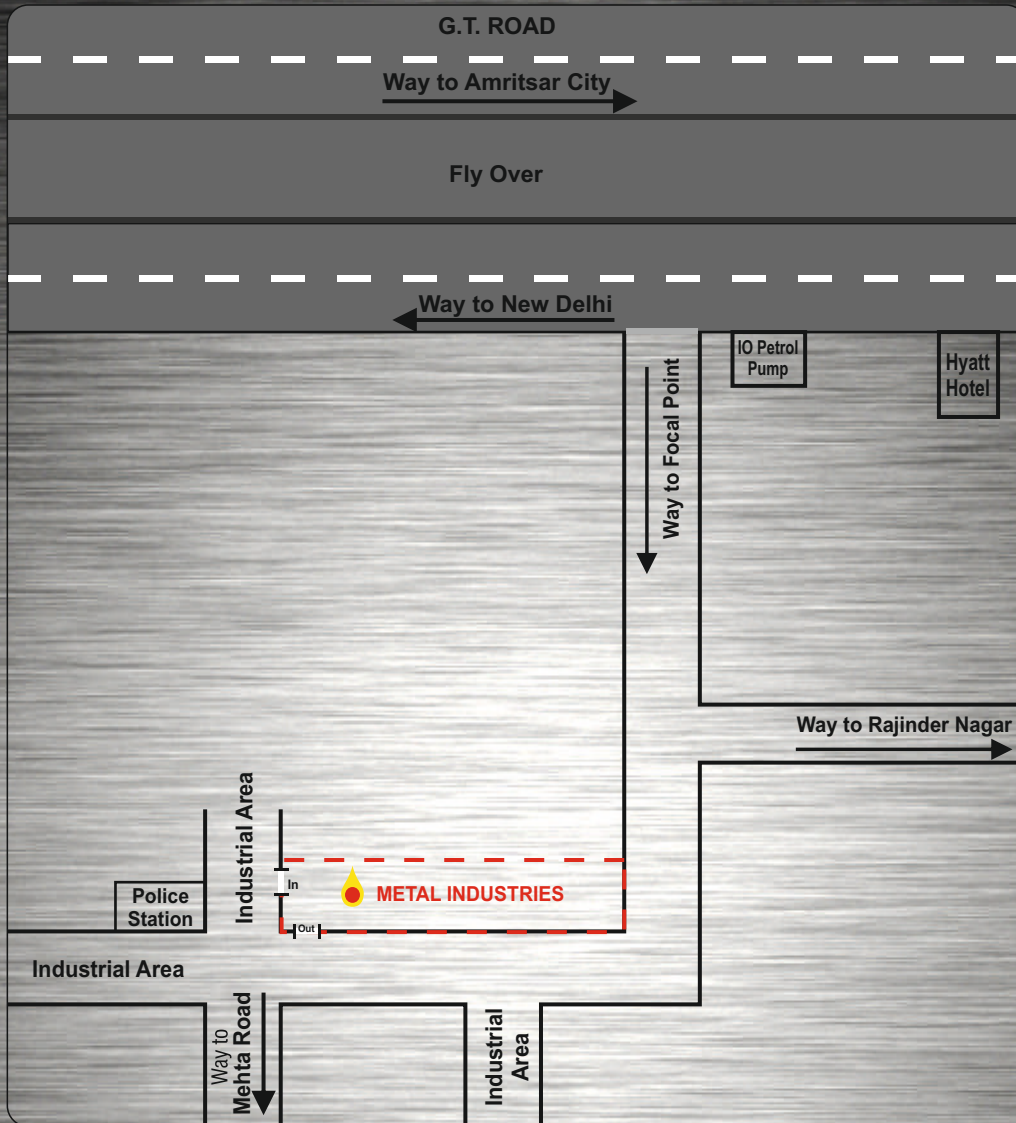 G.T. ROAD
Way to Amritsar City
Fly Over
Way to New Delhi
IO Petrol
Pump
Hyatt
Hotel
Way to Focal Point
Way to Rajinder Nagar
Industrial Area
In
METAL INDUSTRIES
Police
Station
Out
Industrial Area
Way to
Mehta Road
Industrial
Area